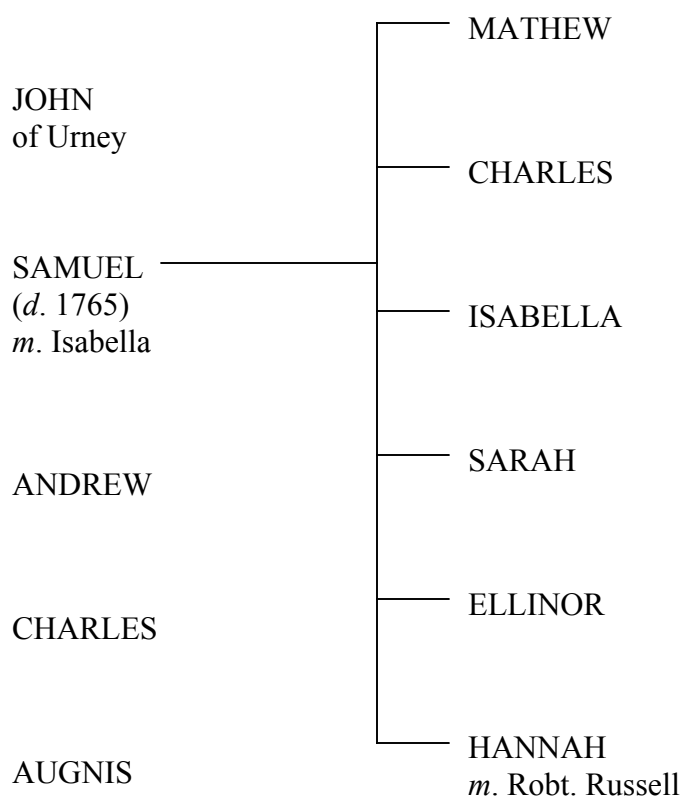 JOHN
of Urney
SAMUEL
(d. 1765)
m. Isabella
ANDREW
CHARLES
AUGNIS
MATHEW
CHARLES
ISABELLA
SARAH
ELLINOR
HANNAH
m. Robt. Russell